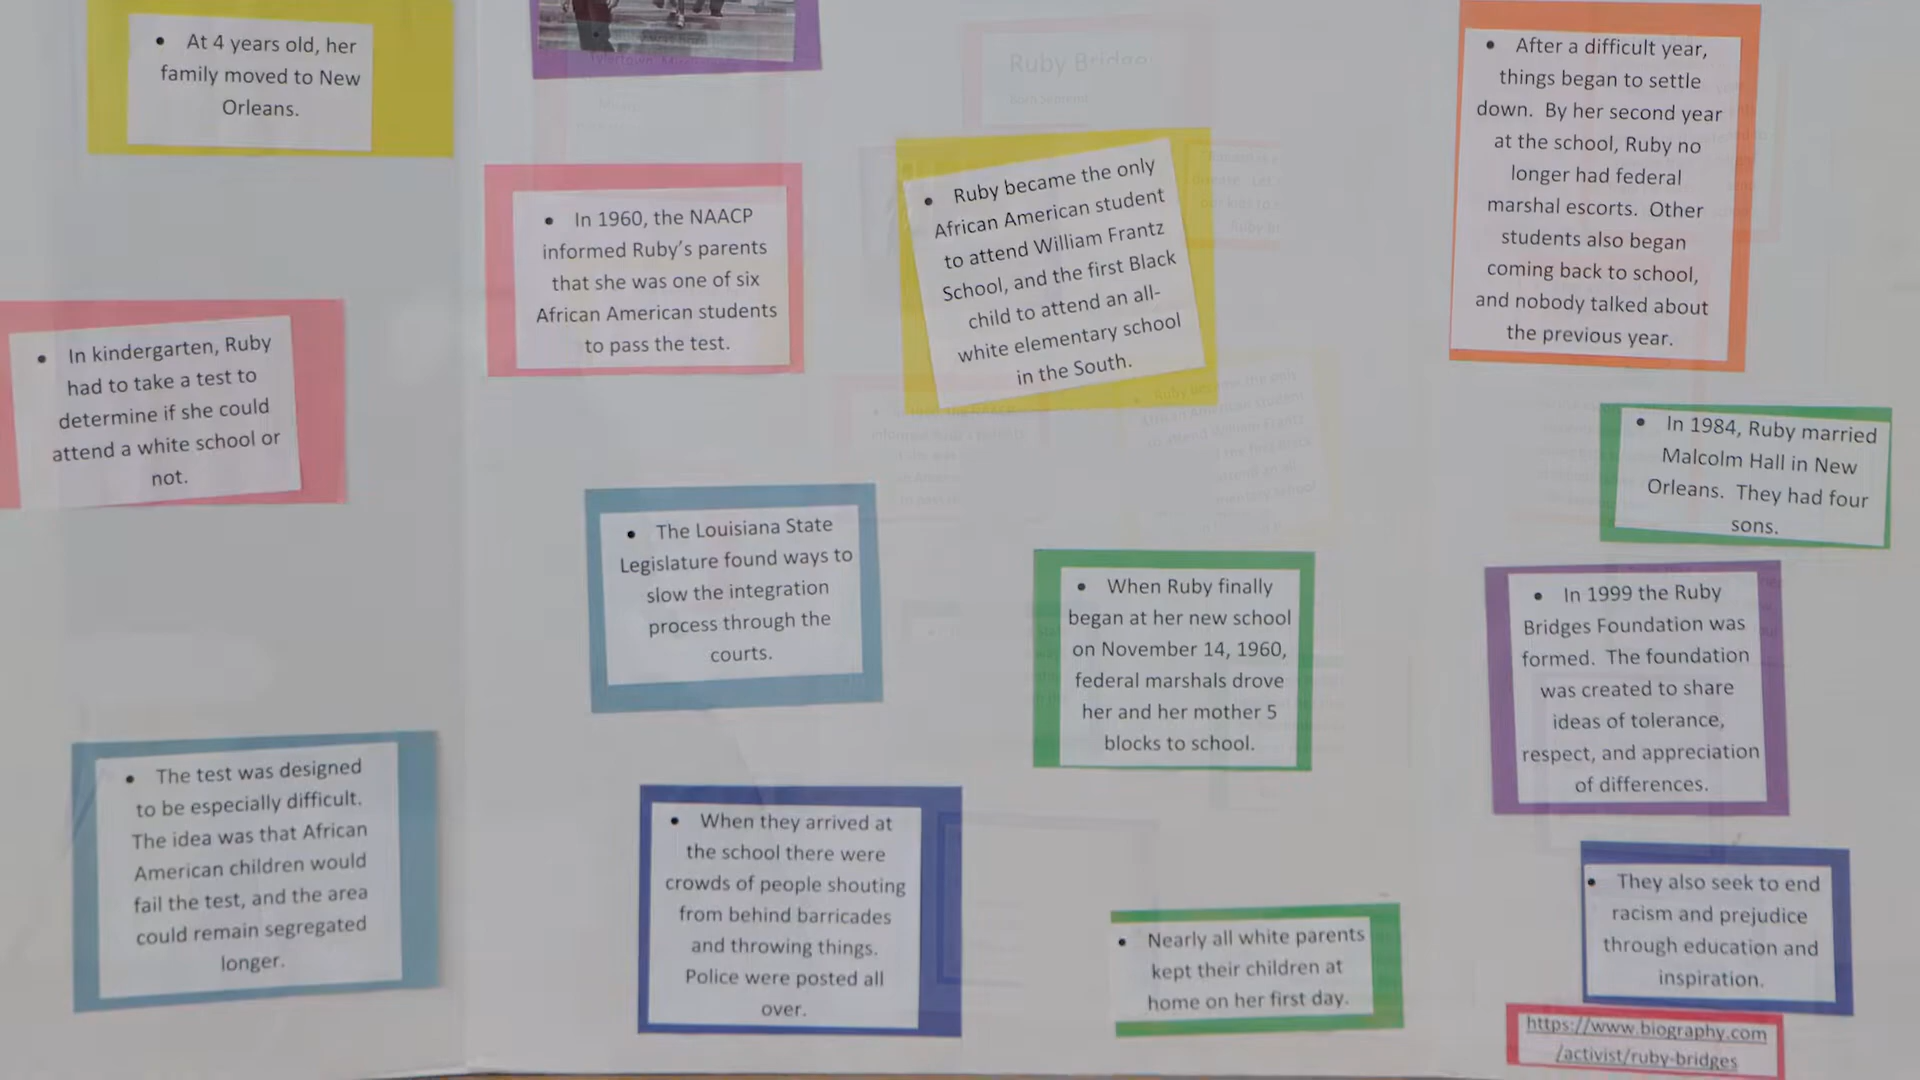 • At 4 years old, her
family moved to New
Orleans.
• In kindergarten, Ruby
had to take a test to
determine if she could
attend a white school or
not.
• The test was designed
to be especially difficult.
The idea was that African
American children would
fail the test, and the area
could remain segregated
longer.
• In 1960, the NAACP
informed Ruby's parents
that she was one of six
African American students
to pass the test.
• The Louisiana State
Legislature found ways to
slow the integration
process through the
courts.
• When they arrived at
the school there were
crowds of people shouting
from behind barricades
and throwing things.
Police were posted all
over.
Ruby Bridges
• Ruby became the only
African American student
to attend William Frantz
School, and the first Black
child to attend an all-
white elementary school
in the South.
• When Ruby finally
began at her new school
on November 14, 1960,
federal marshals drove
her and her mother 5
blocks to school.
• Nearly all white parents
kept their children at
home on her first day.
• After a difficult year,
things began to settle
down. By her second year
at the school, Ruby no
longer had federal
marshal escorts. Other
students also began
coming back to school,
and nobody talked about
the previous year.
• In 1984, Ruby married
Malcolm Hall in New
Orleans. They had four
sons.
• In 1999 the Ruby
Bridges Foundation was
formed. The foundation
was created to share
ideas of tolerance,
respect, and appreciation
of differences.
• They also seek to end
racism and prejudice
through education and
inspiration.
https://www.biography.com
/activist/ruby-bridges